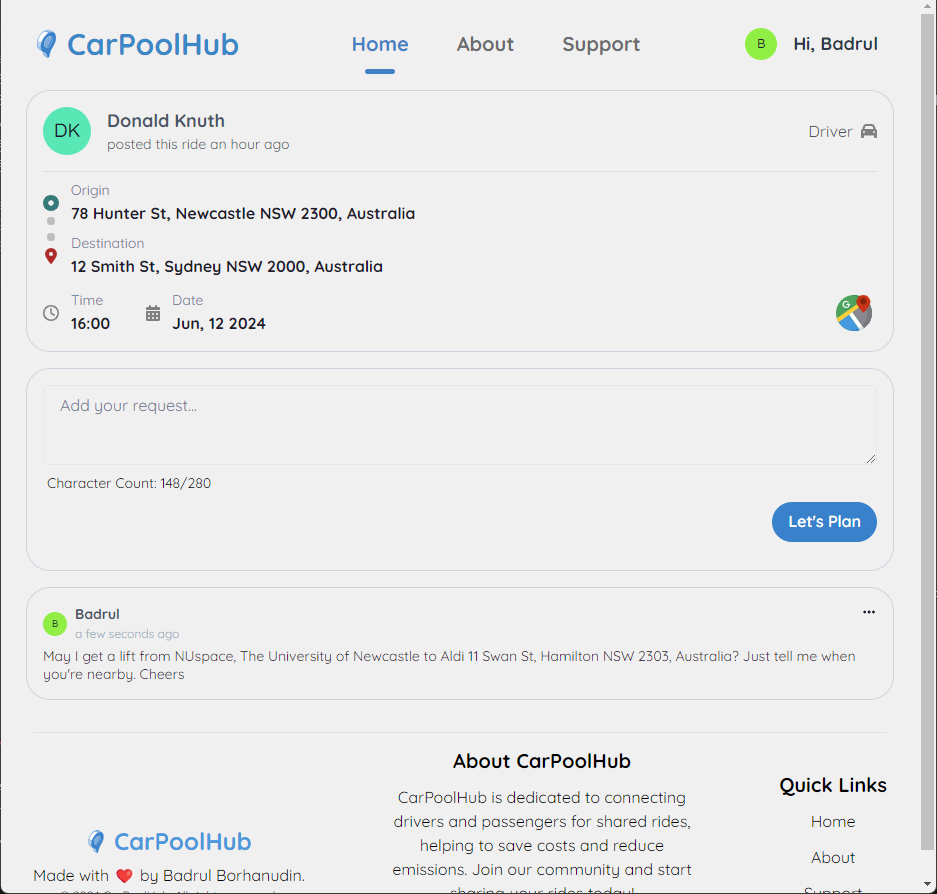 CarPoolHub
Home
About
Support
B
Hi, Badrul
DK
Donald Knuth
posted this ride an hour ago
Driver
Origin
78 Hunter St, Newcastle NSW 2300, Australia
Destination
12 Smith St, Sydney NSW 2000, Australia
Time
16:00
Date
Jun, 12 2024
G
Add your request...
Character Count: 148/280
Let's Plan
B
Badrul
a few seconds ago
May I get a lift from NUspace, The University of Newcastle to Aldi 11 Swan St, Hamilton NSW 2303, Australia? Just tell me when
you're nearby. Cheers
About CarPoolHub
CarPoolHub is dedicated to connecting
drivers and passengers for shared rides,
helping to save costs and reduce
emissions. Join our community and start
sharing your rides today!
Quick Links
Home
About
Support
CarPoolHub
Made with ❤️ by Badrul Borhanudin.